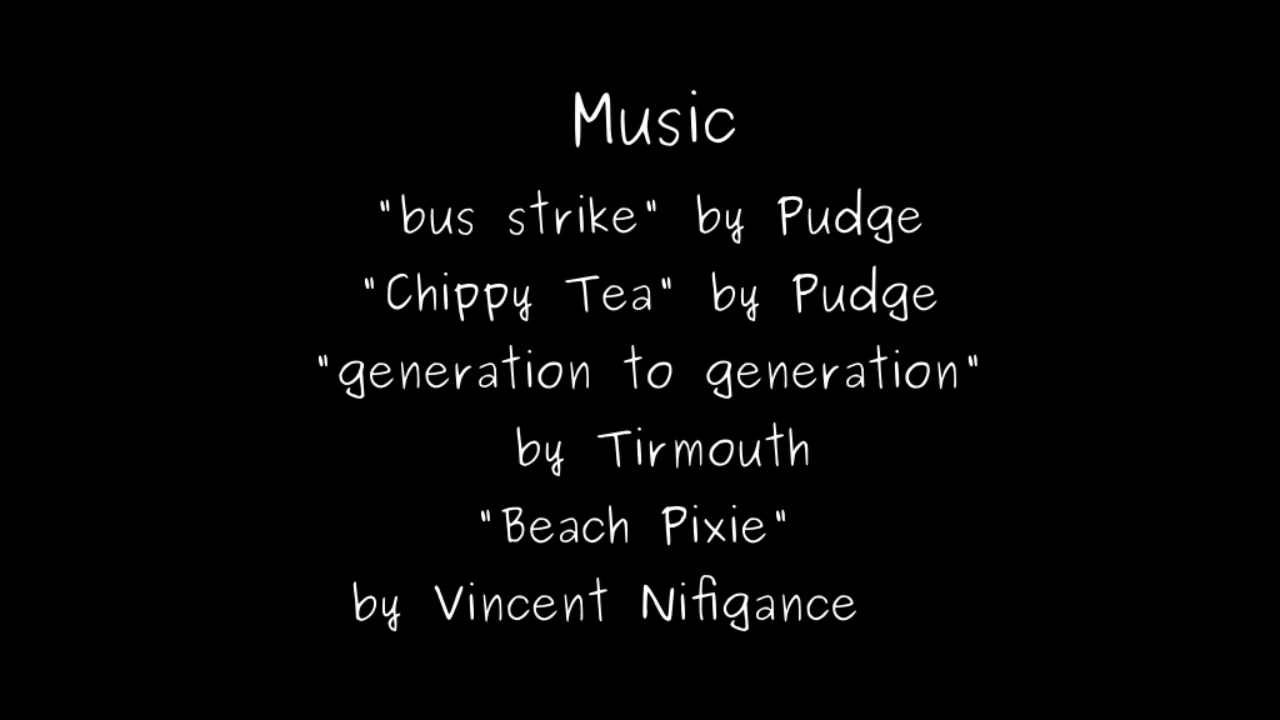 Music
"bus strike" by Pudge
"Chippy Tea" by Pudge
"generation to generation"
by Tirmouth
"Beach Pixie"
by Vincent Nifigance